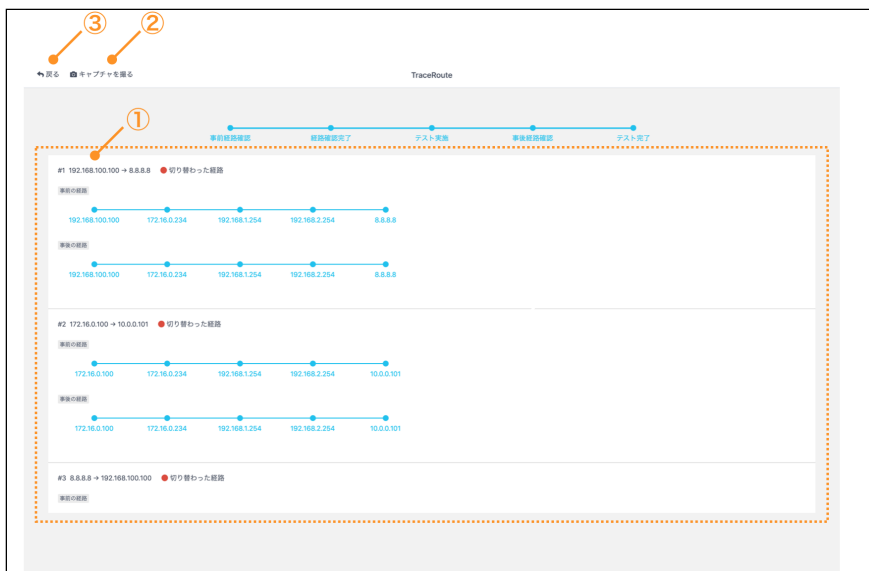 ③ ②
戻る キャプチャを撮る TraceRoute
①
事前経路確認 経路確認完了 テスト実施 事後経路確認 テスト完了
#1 192.168.100.100 → 8.8.8.8 切り替わった経路
事前の経路
192.168.100.100 172.16.0.234 192.168.1.254 192.168.2.254 8.8.8.8
事後の経路
192.168.100.100 172.16.0.234 192.168.1.254 192.168.2.254 8.8.8.8
#2 172.16.0.100 → 10.0.0.101 切り替わった経路
事前の経路
172.16.0.100 172.16.0.234 192.168.1.254 192.168.2.254 10.0.0.101
事後の経路
172.16.0.100 172.16.0.234 192.168.1.254 192.168.2.254 10.0.0.101
#3 8.8.8.8 → 192.168.100.100 切り替わった経路
事前の経路